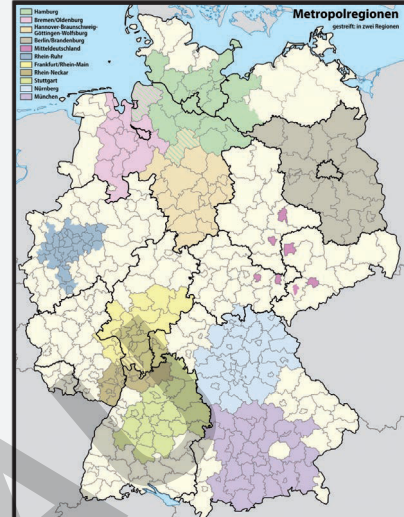 Metropolregionen
gestreift: in zwei Regionen
Hamburg
Bremen/Oldenburg
Hannover-Braunschweig-
Göttingen-Wolfsburg
Berlin/Brandenburg
Mitteldeutschland
Rhein-Ruhr
Frankfurt/Rhein-Main
Rhein-Neckar
Stuttgart
Nürnberg
München